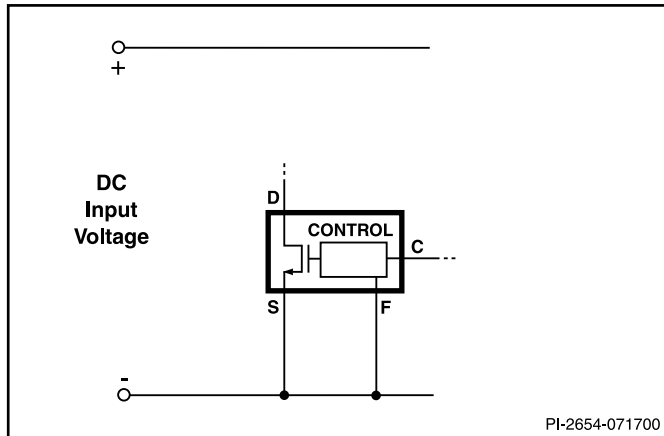 +
DC
Input
Voltage
D
CONTROL
C
S
F
-
PI-2654-071700